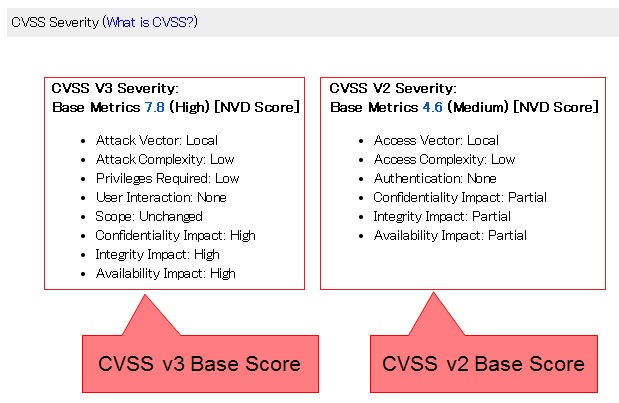 CVSS Severity (What is CVSS?)
CVSS V3 Severity:
Base Metrics 7.8 (High) [NVD Score]
• Attack Vector: Local
• Attack Complexity: Low
• Privileges Required: Low
• User Interaction: None
• Scope: Unchanged
• Confidentiality Impact: High
• Integrity Impact: High
• Availability Impact: High
CVSS v3 Base Score
CVSS V2 Severity:
Base Metrics 4.6 (Medium) [NVD Score]
• Access Vector: Local
• Access Complexity: Low
• Authentication: None
• Confidentiality Impact: Partial
• Integrity Impact: Partial
• Availability Impact: Partial
CVSS v2 Base Score